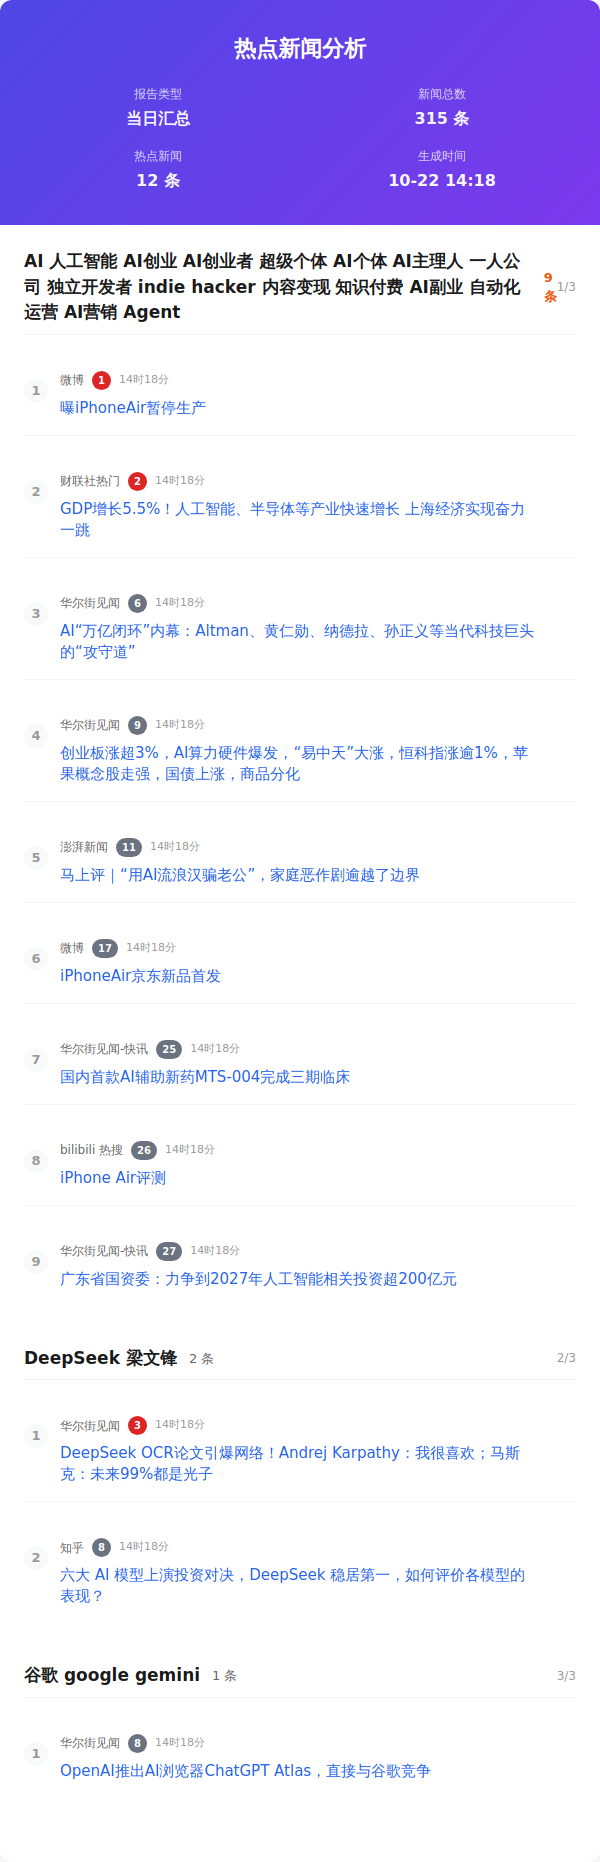 热点新闻分析
报告类型
新闻总数
当日汇总
315 条
热点新闻
生成时间
12 条
10-22 14:18
AI 人工智能 AI创业 AI创业者 超级个体 AI个体 AI主理人 一人公
司 独立开发者 indie hacker 内容变现 知识付费 AI副业 自动化
运营 AI营销 Agent
9
条
1/3
1
微博 1 14时18分
曝iPhoneAir暂停生产
2
财联社热门 2 14时18分
GDP增长5.5%！人工智能、半导体等产业快速增长 上海经济实现奋力
一跳
3
华尔街见闻 6 14时18分
AI“万亿闭环”内幕：Altman、黄仁勋、纳德拉、孙正义等当代科技巨头
的“攻守道”
4
华尔街见闻 9 14时18分
创业板涨超3%，AI算力硬件爆发，“易中天”大涨，恒科指涨逾1%，苹
果概念股走强，国债上涨，商品分化
5
澎湃新闻 11 14时18分
马上评｜“用AI流浪汉骗老公”，家庭恶作剧逾越了边界
6
微博 17 14时18分
iPhoneAir京东新品首发
7
华尔街见闻-快讯 25 14时18分
国内首款AI辅助新药MTS-004完成三期临床
8
bilibili 热搜 26 14时18分
iPhone Air评测
9
华尔街见闻-快讯 27 14时18分
广东省国资委：力争到2027年人工智能相关投资超200亿元
DeepSeek 梁文锋 2 条 2/3
1
华尔街见闻 3 14时18分
DeepSeek OCR论文引爆网络！Andrej Karpathy：我很喜欢；马斯
克：未来99%都是光子
2
知乎 8 14时18分
六大 AI 模型上演投资对决，DeepSeek 稳居第一，如何评价各模型的
表现？
谷歌 google gemini 1 条 3/3
1
华尔街见闻 8 14时18分
OpenAI推出AI浏览器ChatGPT Atlas，直接与谷歌竞争